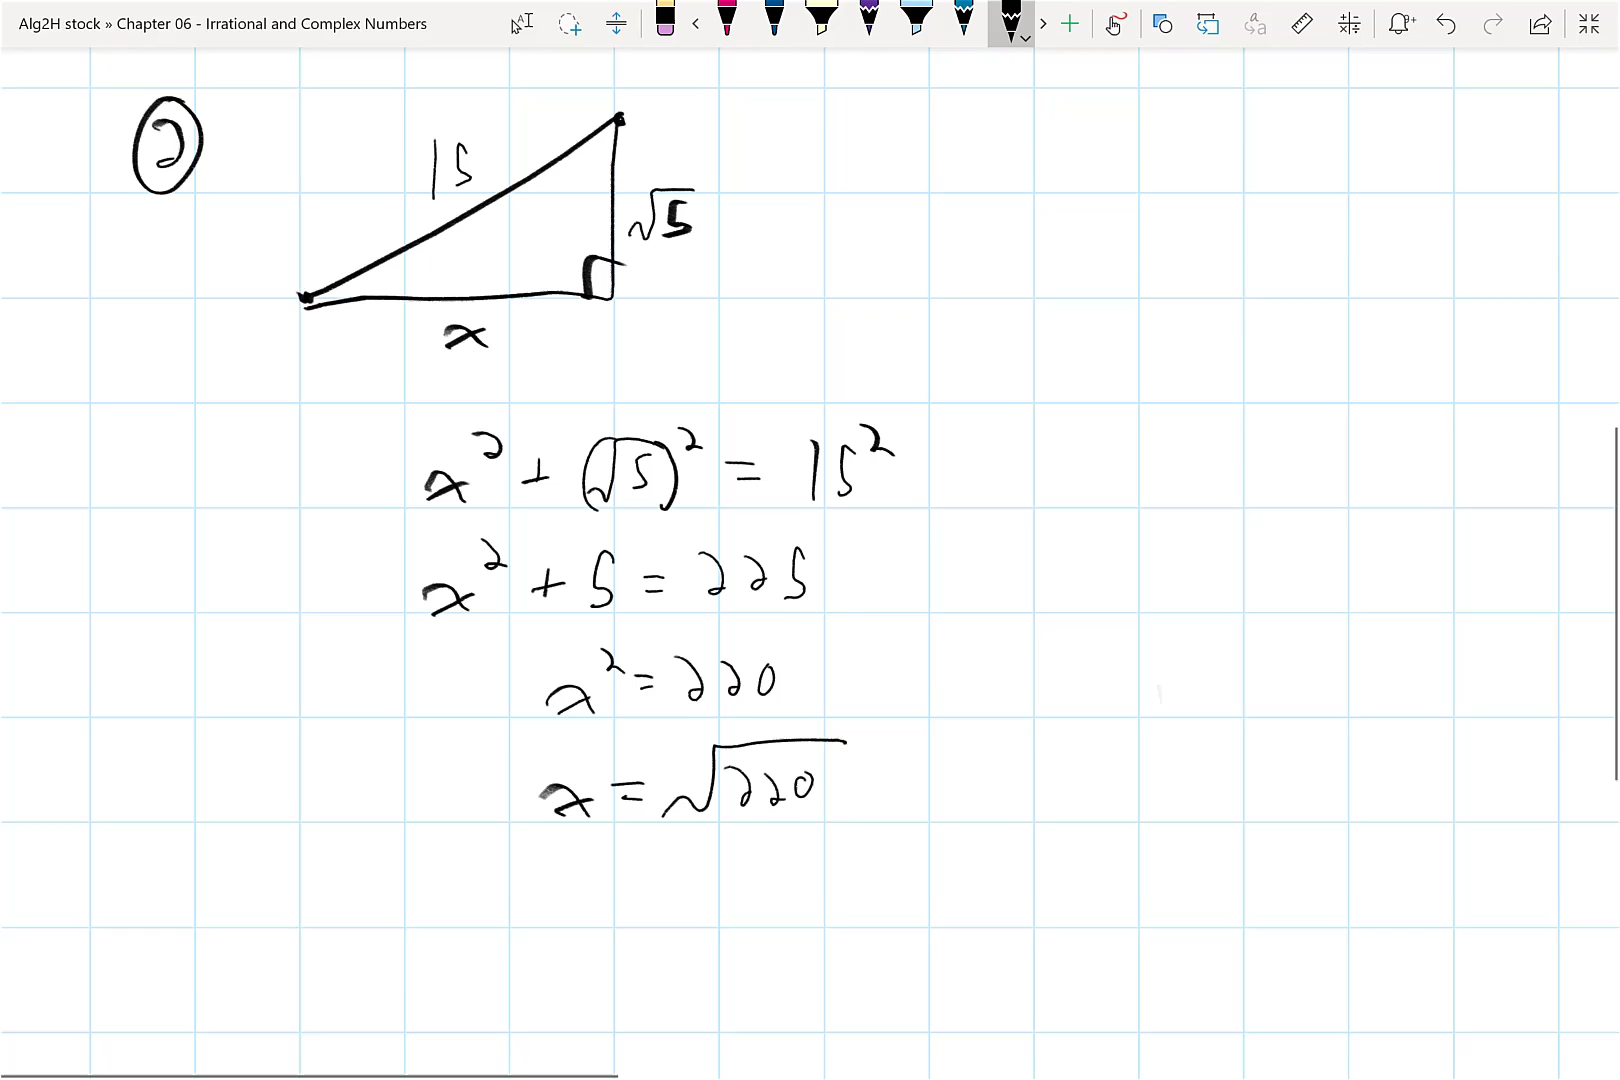 Alg2H stock » Chapter 06 - Irrational and Complex Numbers
2
15
√5
x
x² + (√5)² = 15²
x² + 5 = 225
x² = 220
x = √220